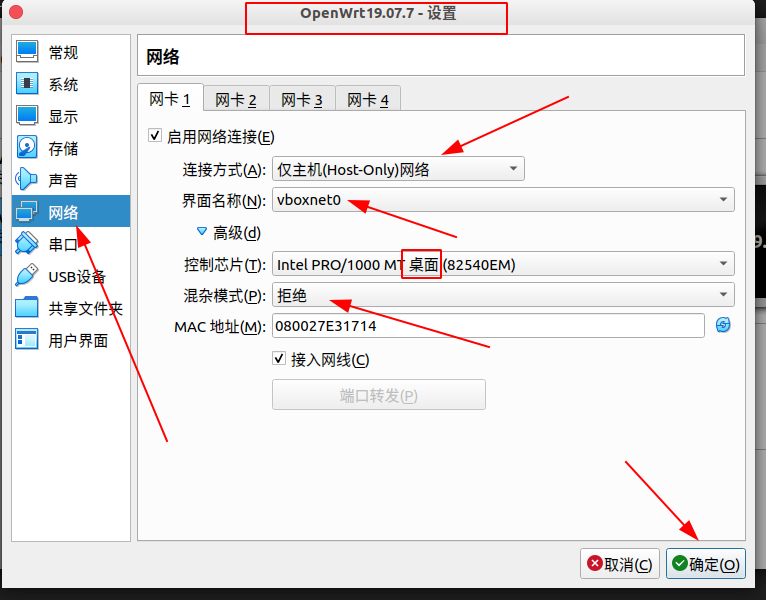 OpenWrt19.07.7 - 设置
常规
系统
显示
存储
声音
网络
串口
USB设备
共享文件夹
用户界面
网络
网卡 1 网卡 2 网卡 3 网卡 4
启用网络连接(E)
连接方式(A): 仅主机(Host-Only)网络
界面名称(N): vboxnet0
高级(d)
控制芯片(T): Intel PRO/1000 MT 桌面 (82540EM)
混杂模式(P): 拒绝
MAC 地址(M): 080027E31714
接入网线(C)
端口转发(P)
取消(C) 确定(O)